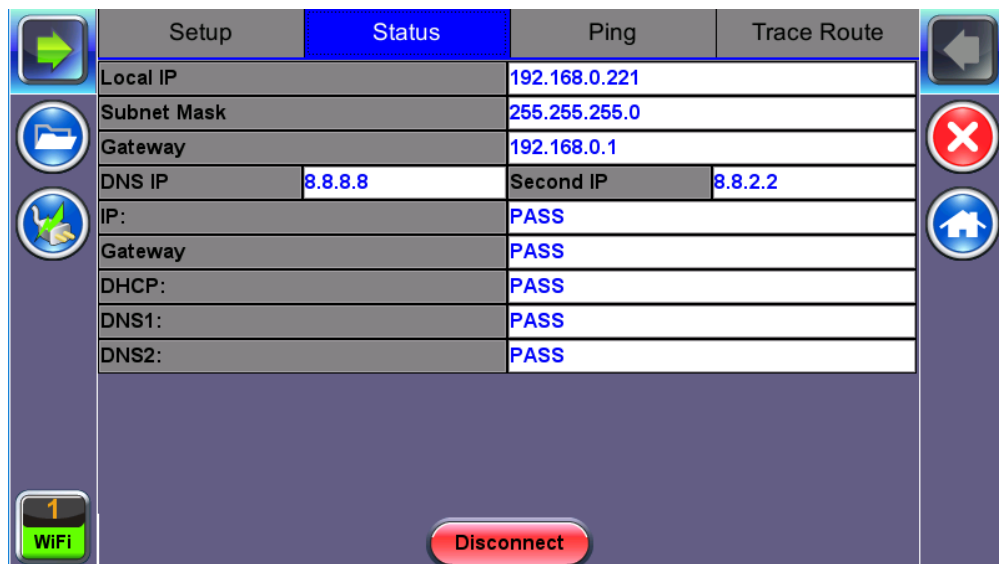 Setup Status Ping Trace Route
Local IP 192.168.0.221
Subnet Mask 255.255.255.0
Gateway 192.168.0.1
DNS IP 8.8.8.8 Second IP 8.8.2.2
IP: PASS
Gateway PASS
DHCP: PASS
DNS1: PASS
DNS2: PASS
1
WiFi
Disconnect